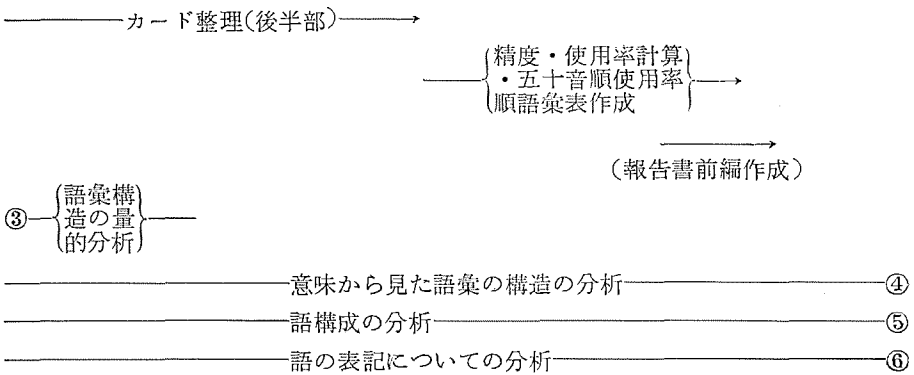 カード整理(後半部)
精度・使用率計算
・五十音順使用率
順語彙表作成
(報告書前編作成)
語彙構
③造の量
的分析
意味から見た語彙の構造の分析④
語構成の分析⑤
語の表記についての分析⑥